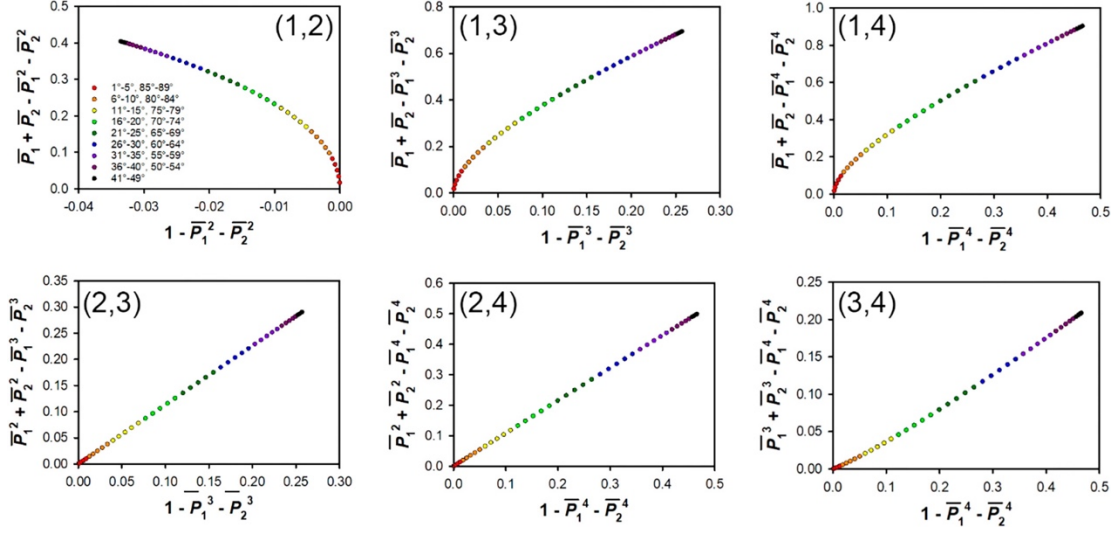 (1,2)
P̅₁ + P̅₂ - P̅₁² - P̅₂²
0.5
0.4
0.3
0.2
0.1
0.0
1°-5°, 85°-89°
6°-10°, 80°-84°
11°-15°, 75°-79°
16°-20°, 70°-74°
21°-25°, 65°-69°
26°-30°, 60°-64°
31°-35°, 55°-59°
36°-40°, 50°-54°
41°-49°
-0.04 -0.03 -0.02 -0.01 0.00
1 - P̅₁² - P̅₂²
(1,3)
P̅₁ + P̅₂ - P̅₁³ - P̅₂³
0.8
0.6
0.4
0.2
0.0
0.00 0.05 0.10 0.15 0.20 0.25 0.30
1 - P̅₁³ - P̅₂³
(1,4)
P̅₁ + P̅₂ - P̅₁⁴ - P̅₂⁴
1.0
0.8
0.6
0.4
0.2
0.0
0.0 0.1 0.2 0.3 0.4 0.5
1 - P̅₁⁴ - P̅₂⁴
(2,3)
P̅₁² + P̅₂² - P̅₁³ - P̅₂³
0.35
0.30
0.25
0.20
0.15
0.10
0.05
0.00
0.00 0.05 0.10 0.15 0.20 0.25 0.30
1 - P̅₁³ - P̅₂³
(2,4)
P̅₁² + P̅₂² - P̅₁⁴ - P̅₂⁴
0.6
0.5
0.4
0.3
0.2
0.1
0.0
0.0 0.1 0.2 0.3 0.4 0.5
1 - P̅₁⁴ - P̅₂⁴
(3,4)
P̅₁³ + P̅₂³ - P̅₁⁴ - P̅₂⁴
0.25
0.20
0.15
0.10
0.05
0.00
0.0 0.1 0.2 0.3 0.4 0.5
1 - P̅₁⁴ - P̅₂⁴